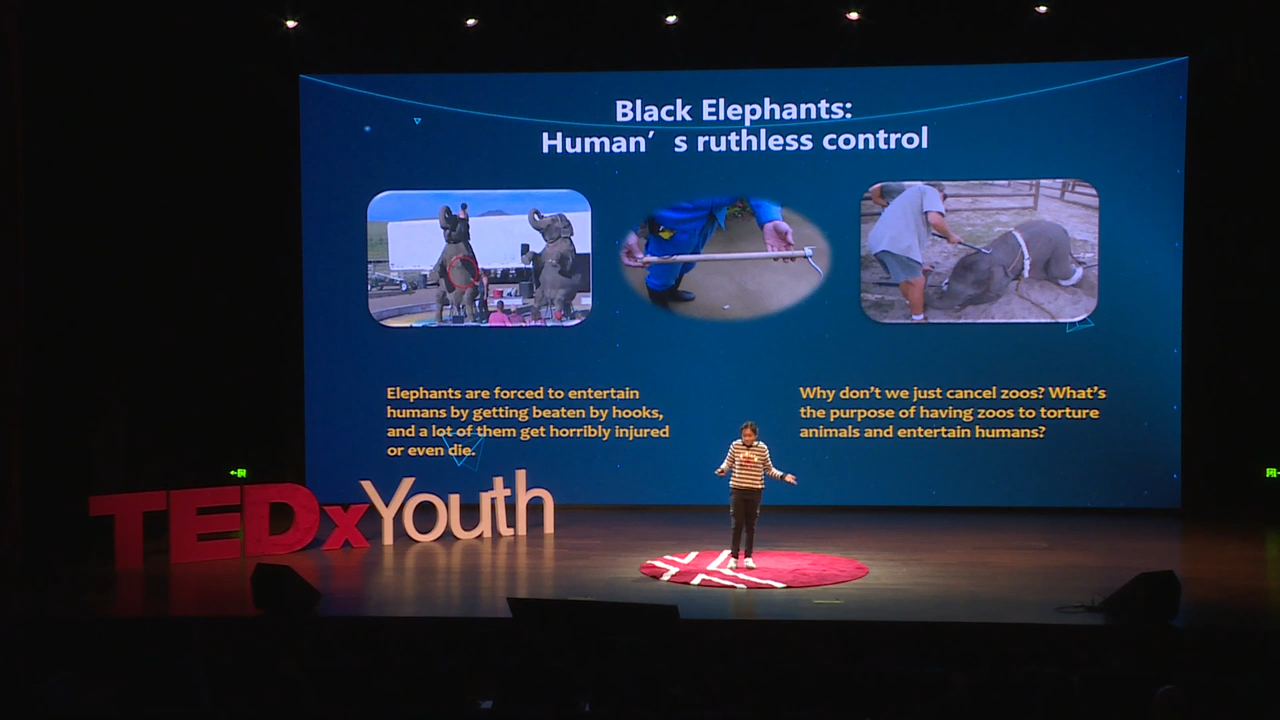 Black Elephants:
Human’s ruthless control
Elephants are forced to entertain
humans by getting beaten by hooks,
and a lot of them get horribly injured
or even die.
Why don’t we just cancel zoos? What’s
the purpose of having zoos to torture
animals and entertain humans?
TEDxYouth